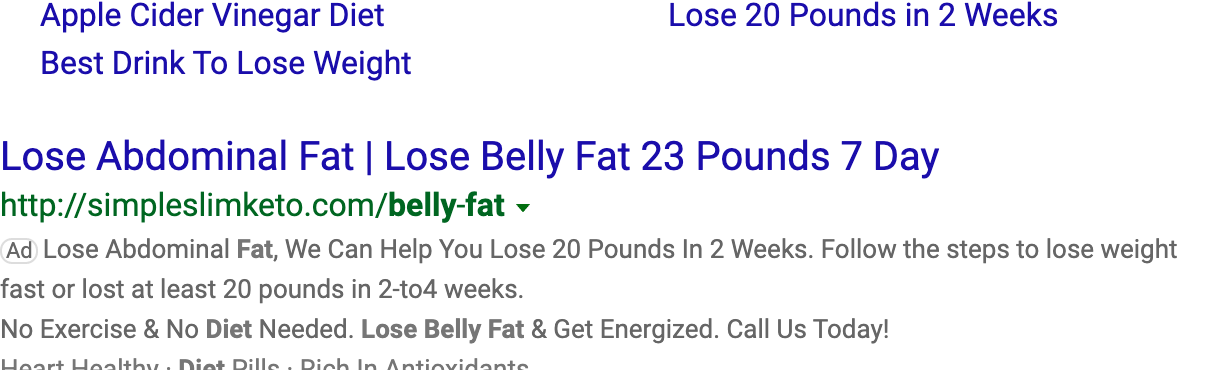 Apple Cider Vinegar Diet
Lose 20 Pounds in 2 Weeks
Best Drink To Lose Weight
Lose Abdominal Fat | Lose Belly Fat 23 Pounds 7 Day
http://simpleslimketo.com/belly-fat
Ad Lose Abdominal Fat, We Can Help You Lose 20 Pounds In 2 Weeks. Follow the steps to lose weight
fast or lost at least 20 pounds in 2-to4 weeks.
No Exercise & No Diet Needed. Lose Belly Fat & Get Energized. Call Us Today!
Heart Healthy · Diet Pills · Rich In Antioxidants